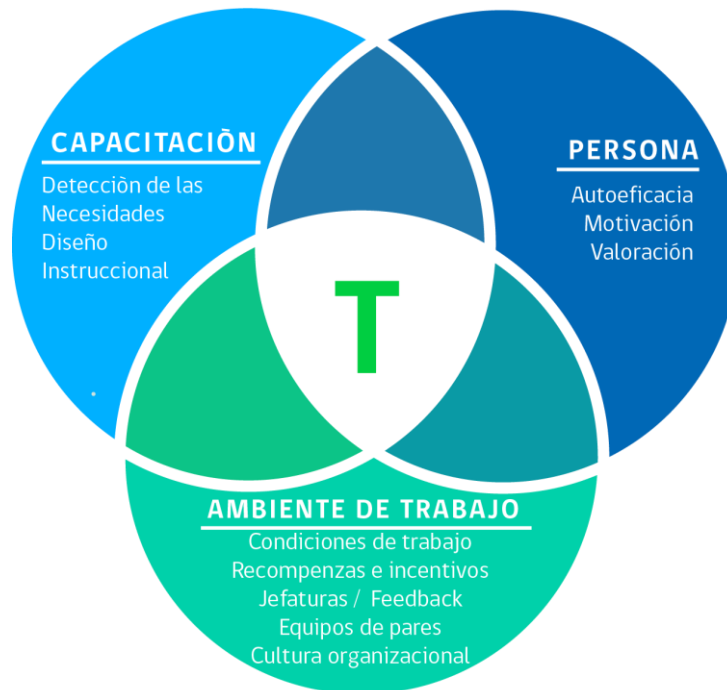 CAPACITACIÒN
Detecciòn de las
Necesidades
Diseño
Instruccional
PERSONA
Autoeficacia
Motivación
Valoración
T
AMBIENTE DE TRABAJO
Condiciones de trabajo
Recompenzas e incentivos
Jefaturas / Feedback
Equipos de pares
Cultura organizacional